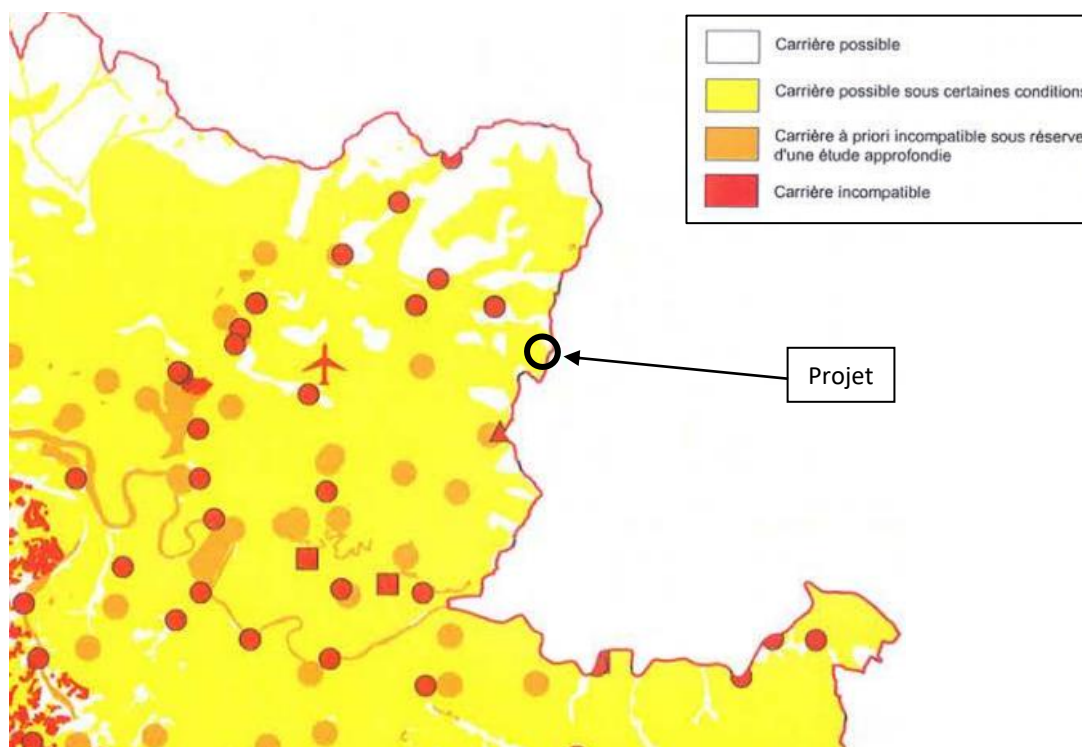 Carrière possible
Carrière possible sous certaines conditions
Carrière à priori incompatible sous réserve
d'une étude approfondie
Carrière incompatible
Projet